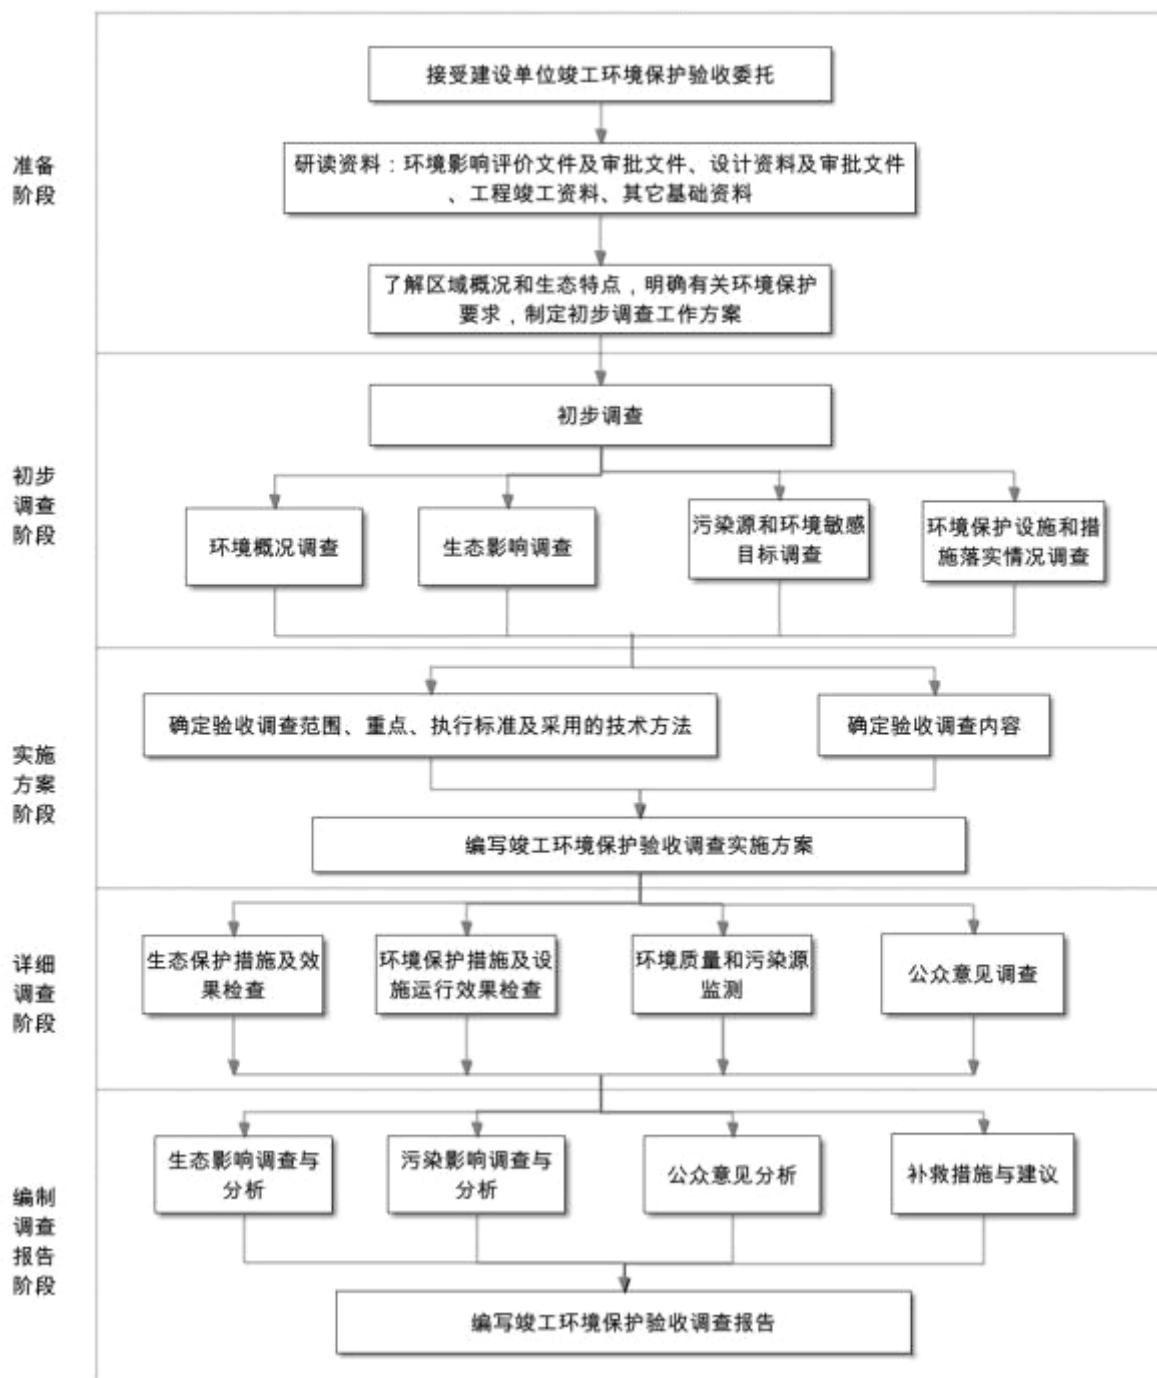 接受建设单位竣工环境保护验收委托
准备
阶段
研读资料：环境影响评价文件及审批文件、设计资料及审批文件
、工程竣工资料、其它基础资料
了解区域概况和生态特点，明确有关环境保护
要求，制定初步调查工作方案
初步
调查
阶段
初步调查
环境概况调查
生态影响调查
污染源和环境敏感
目标调查
环境保护设施和措
施落实情况调查
实施
方案
阶段
确定验收调查范围、重点、执行标准及采用的技术方法
确定验收调查内容
编写竣工环境保护验收调查实施方案
详细
调查
阶段
生态保护措施及效
果检查
环境保护措施及设
施运行效果检查
环境质量和污染源
监测
公众意见调查
编制
调查
报告
阶段
生态影响调查与
分析
污染影响调查与
分析
公众意见分析
补救措施与建议
编写竣工环境保护验收调查报告